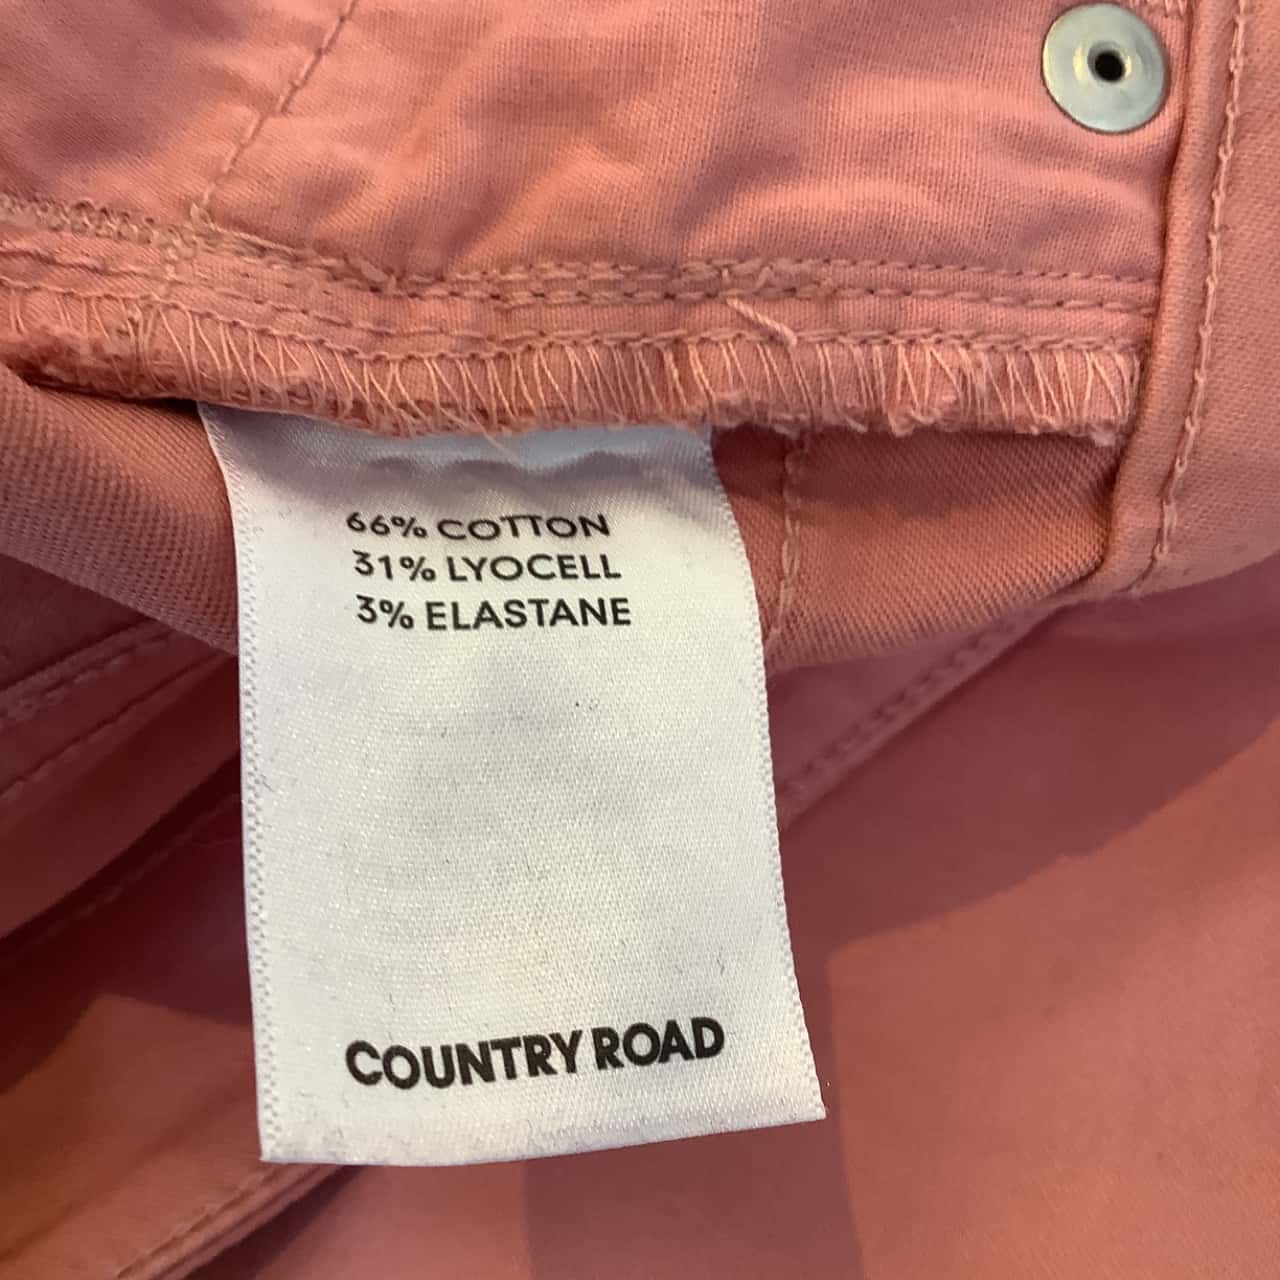 66% COTTON
31% LYOCELL
3% ELASTANE
COUNTRY ROAD